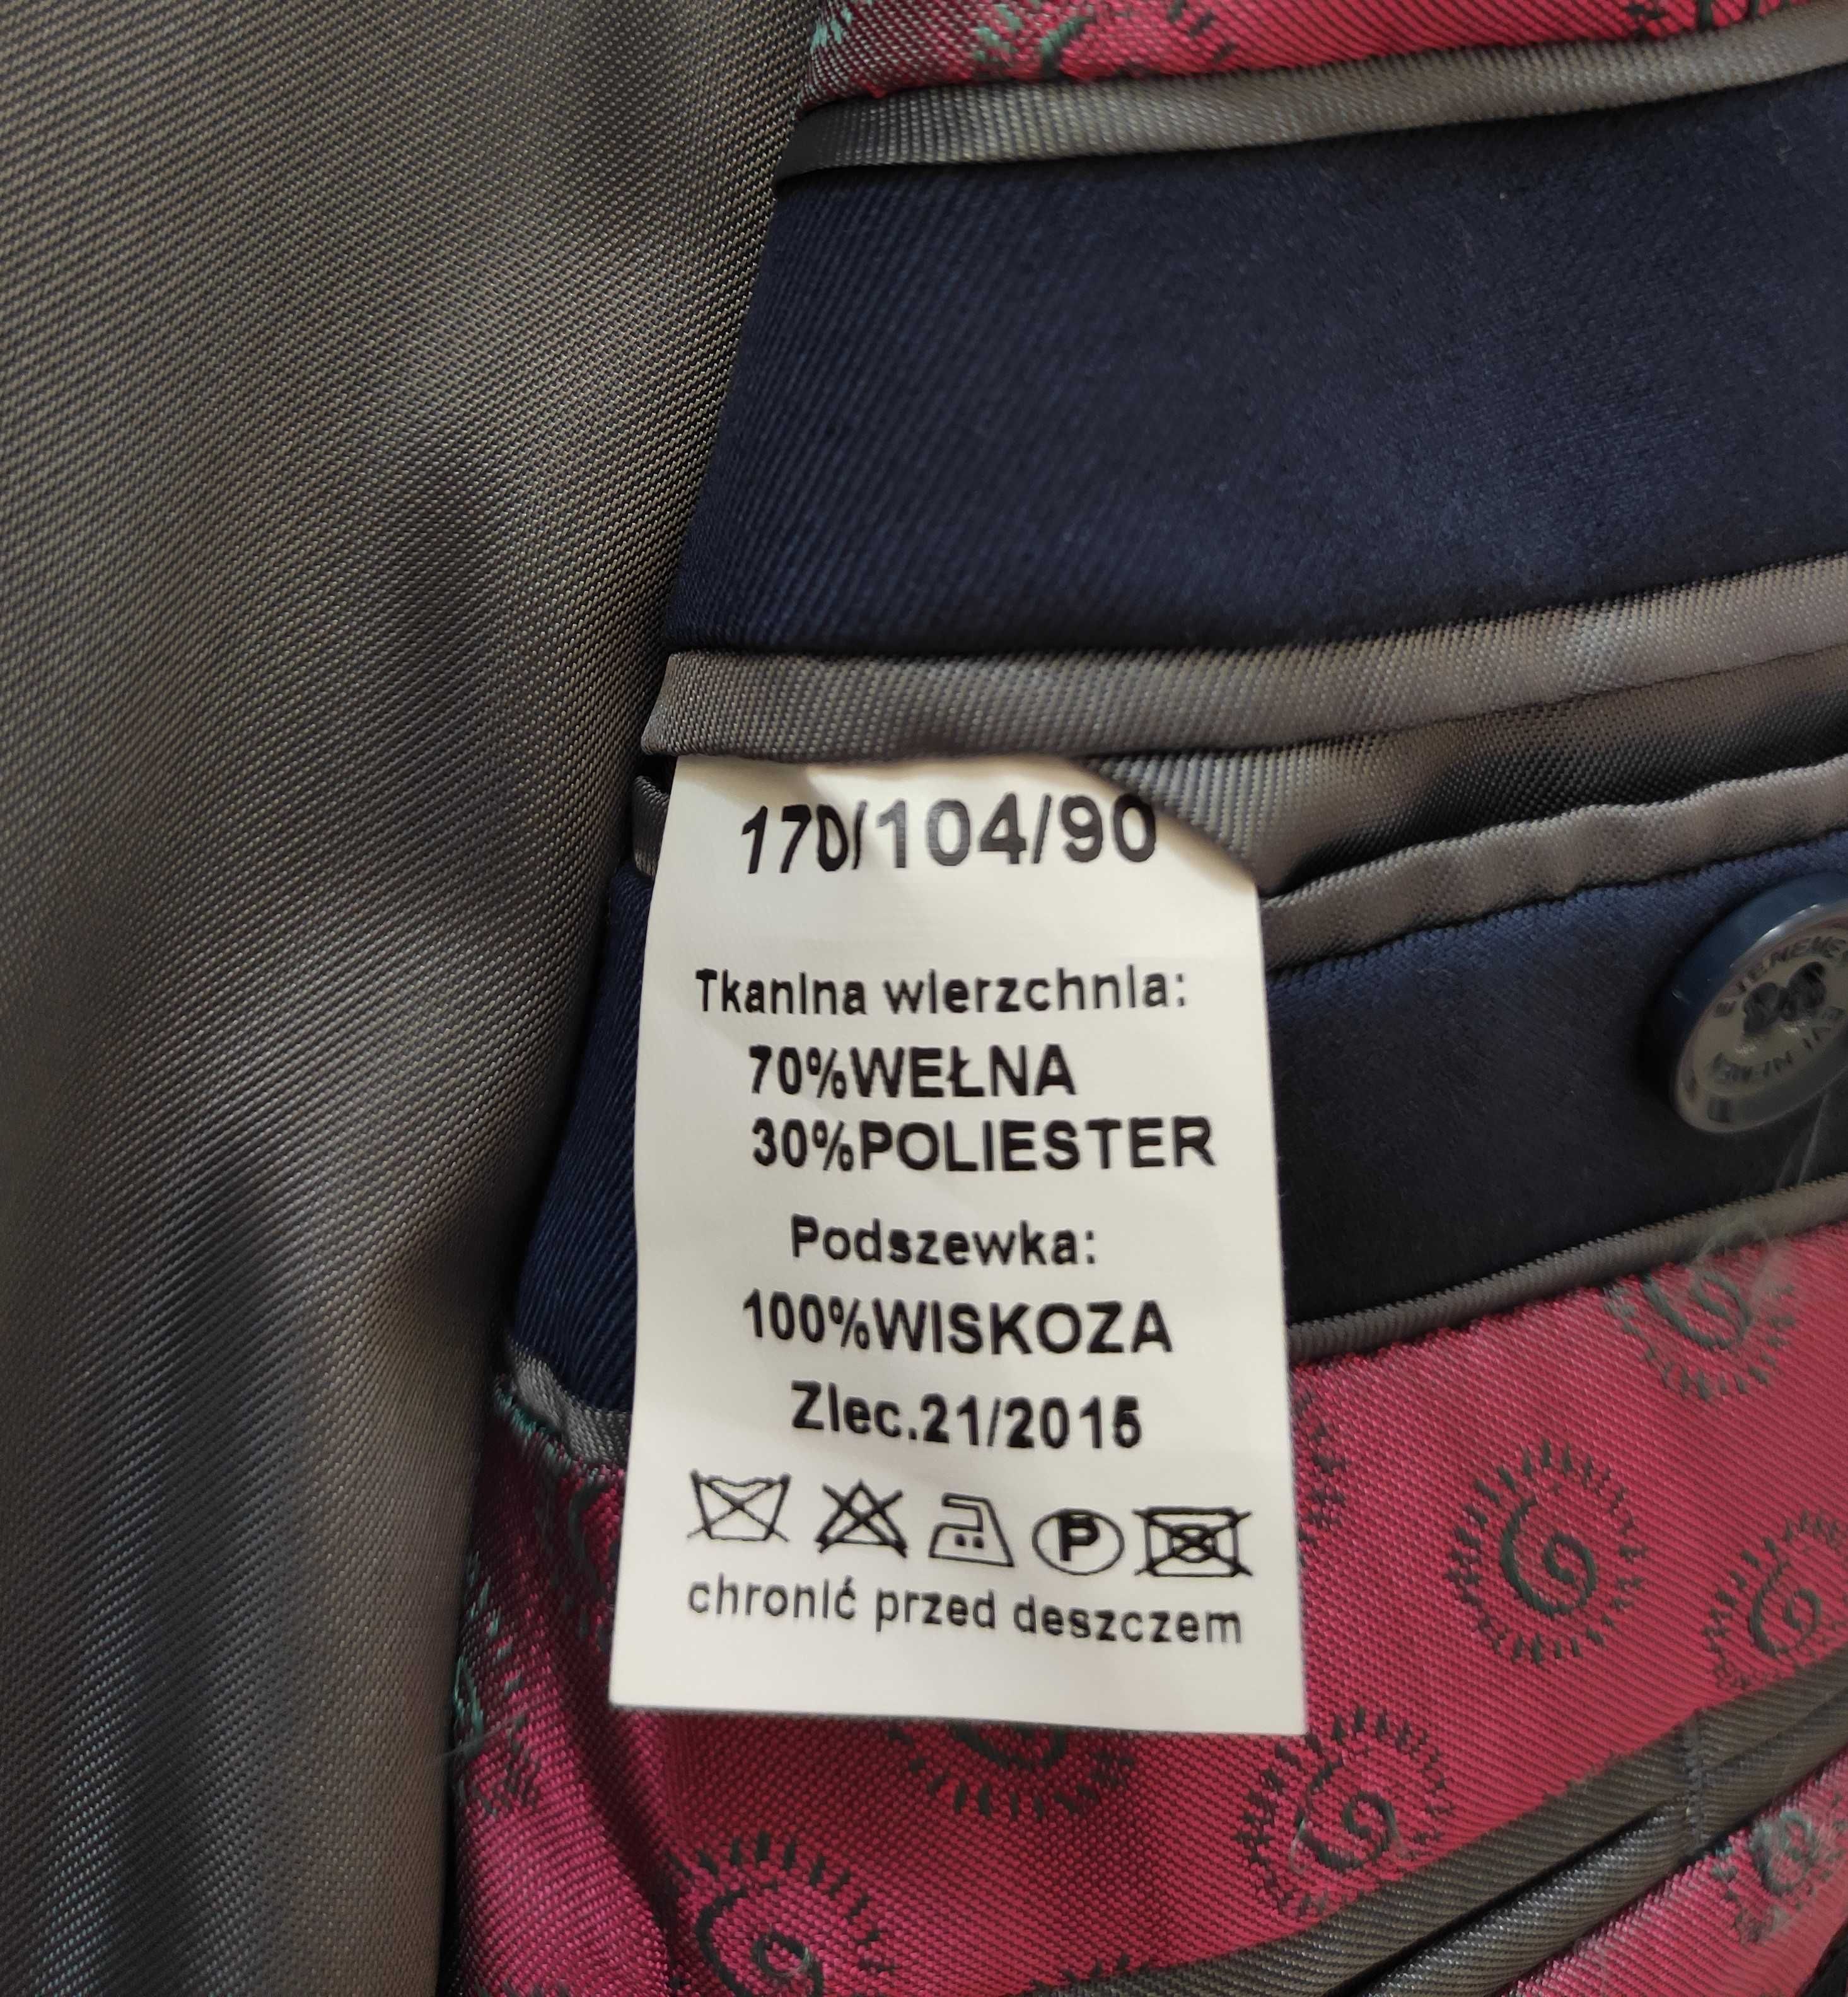 170/104/90
Tkanina wierzchnia:
70%WEŁNA
30%POLIESTER
Podszewka:
100%WISKOZA
Zlec.21/2015
P
chronić przed deszczem